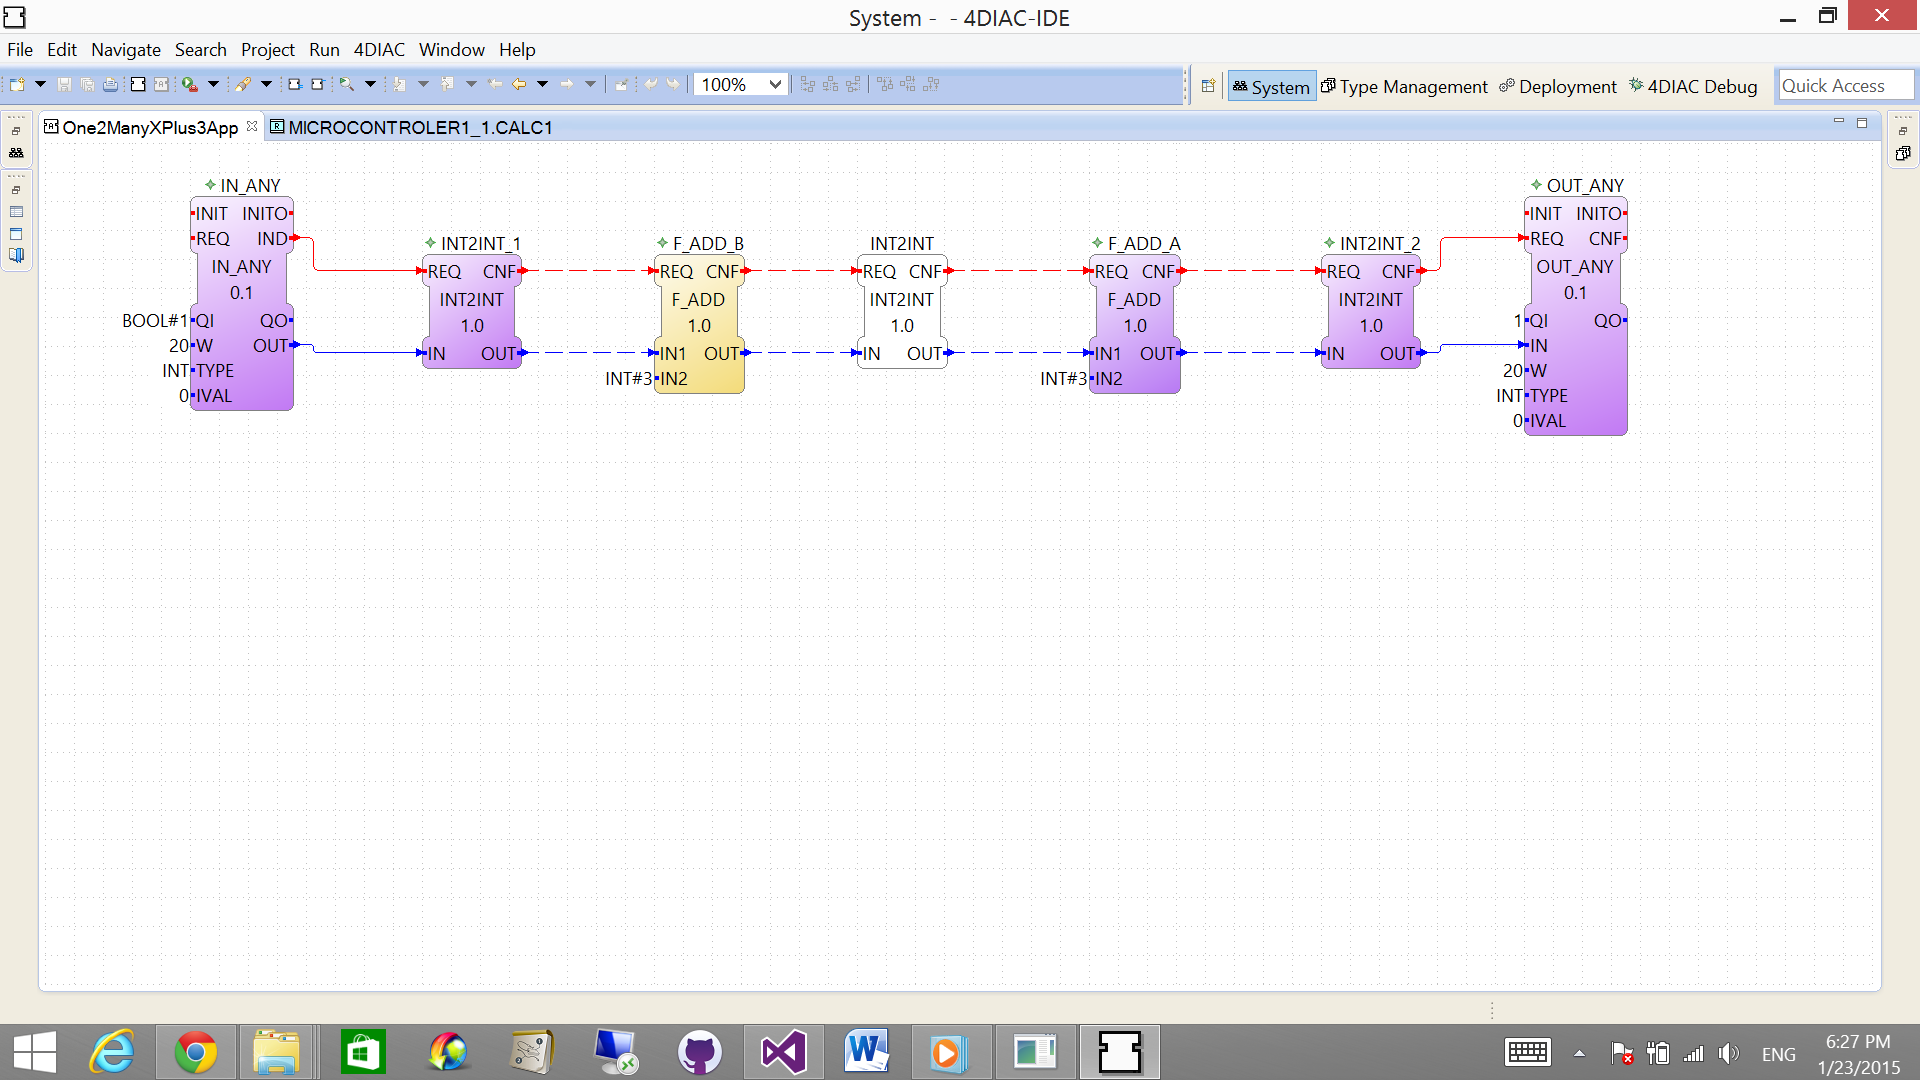 System - - 4DIAC-IDE
File Edit Navigate Search Project Run 4DIAC Window Help
100% System Type Management Deployment 4DIAC Debug Quick Access
One2ManyXPlus3App MICROCONTROLER1_1.CALC1
IN_ANY
INIT INITO
REQ IND
IN_ANY
0.1
BOOL#1 QI QO
20 W OUT
INT TYPE
0 IVAL
INT2INT_1
REQ CNF
INT2INT
1.0
IN OUT
F_ADD_B
REQ CNF
F_ADD
1.0
IN1 OUT
INT#3 IN2
INT2INT
REQ CNF
INT2INT
1.0
IN OUT
F_ADD_A
REQ CNF
F_ADD
1.0
IN1 OUT
INT#3 IN2
INT2INT_2
REQ CNF
INT2INT
1.0
IN OUT
OUT_ANY
INIT INITO
REQ CNF
OUT_ANY
0.1
1 QI QO
IN
20 W
INT TYPE
0 IVAL
ENG
6:27 PM
1/23/2015